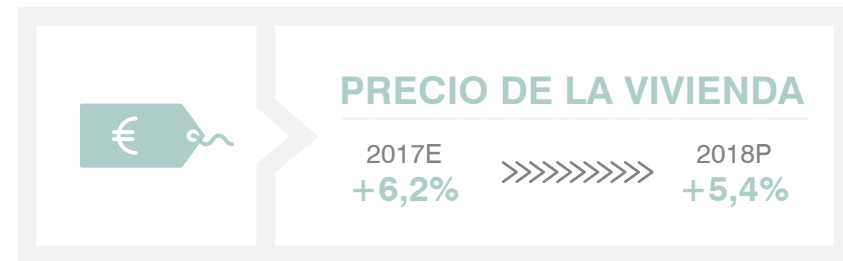 €
PRECIO DE LA VIVIENDA
2017E
2018P
+6,2%
+5,4%